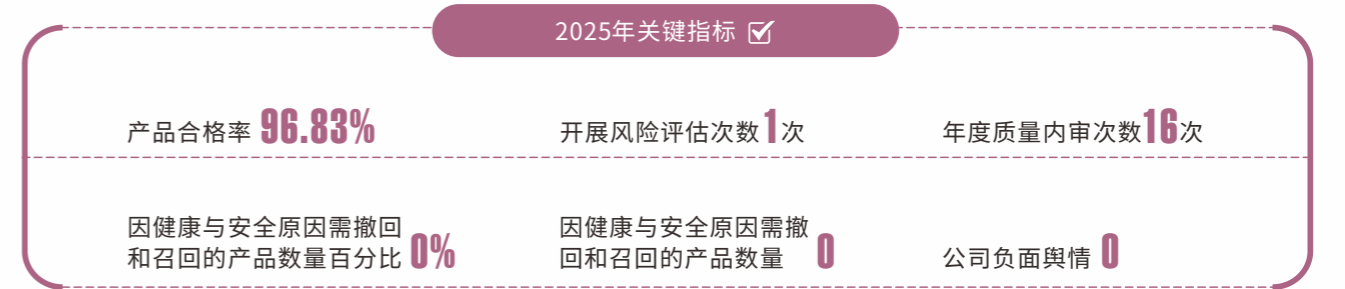 2025年关键指标
产品合格率 96.83%
开展风险评估次数1次
年度质量内审次数16次
因健康与安全原因需撤回
和召回的产品数量百分比 0%
因健康与安全原因需撤
回和召回的产品数量 0
公司负面舆情 0